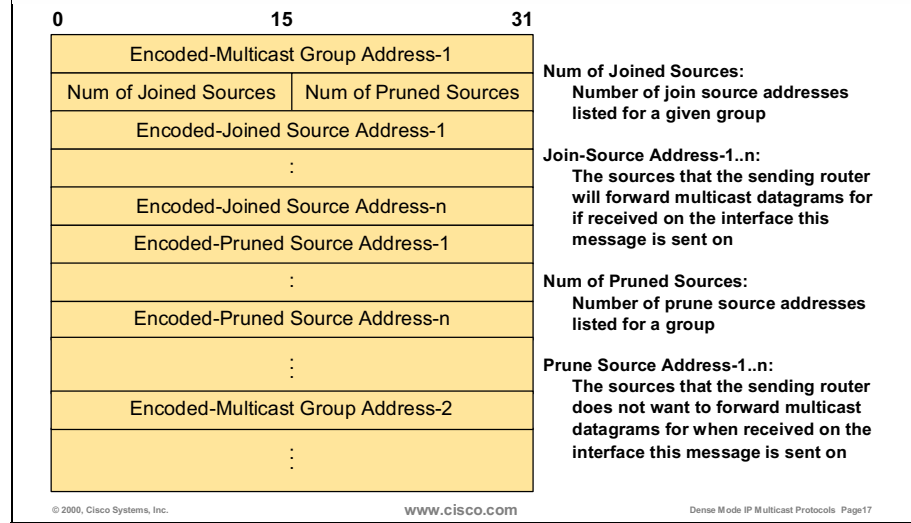 0 15 31
Encoded-Multicast Group Address-1
Num of Joined Sources Num of Pruned Sources
Encoded-Joined Source Address-1
:
Encoded-Joined Source Address-n
Encoded-Pruned Source Address-1
:
Encoded-Pruned Source Address-n
:
Encoded-Multicast Group Address-2
:
Num of Joined Sources:
Number of join source addresses
listed for a given group
Join-Source Address-1..n:
The sources that the sending router
will forward multicast datagrams for
if received on the interface this
message is sent on
Num of Pruned Sources:
Number of prune source addresses
listed for a group
Prune Source Address-1..n:
The sources that the sending router
does not want to forward multicast
datagrams for when received on the
interface this message is sent on
© 2000, Cisco Systems, Inc. www.cisco.com Dense Mode IP Multicast Protocols Page17